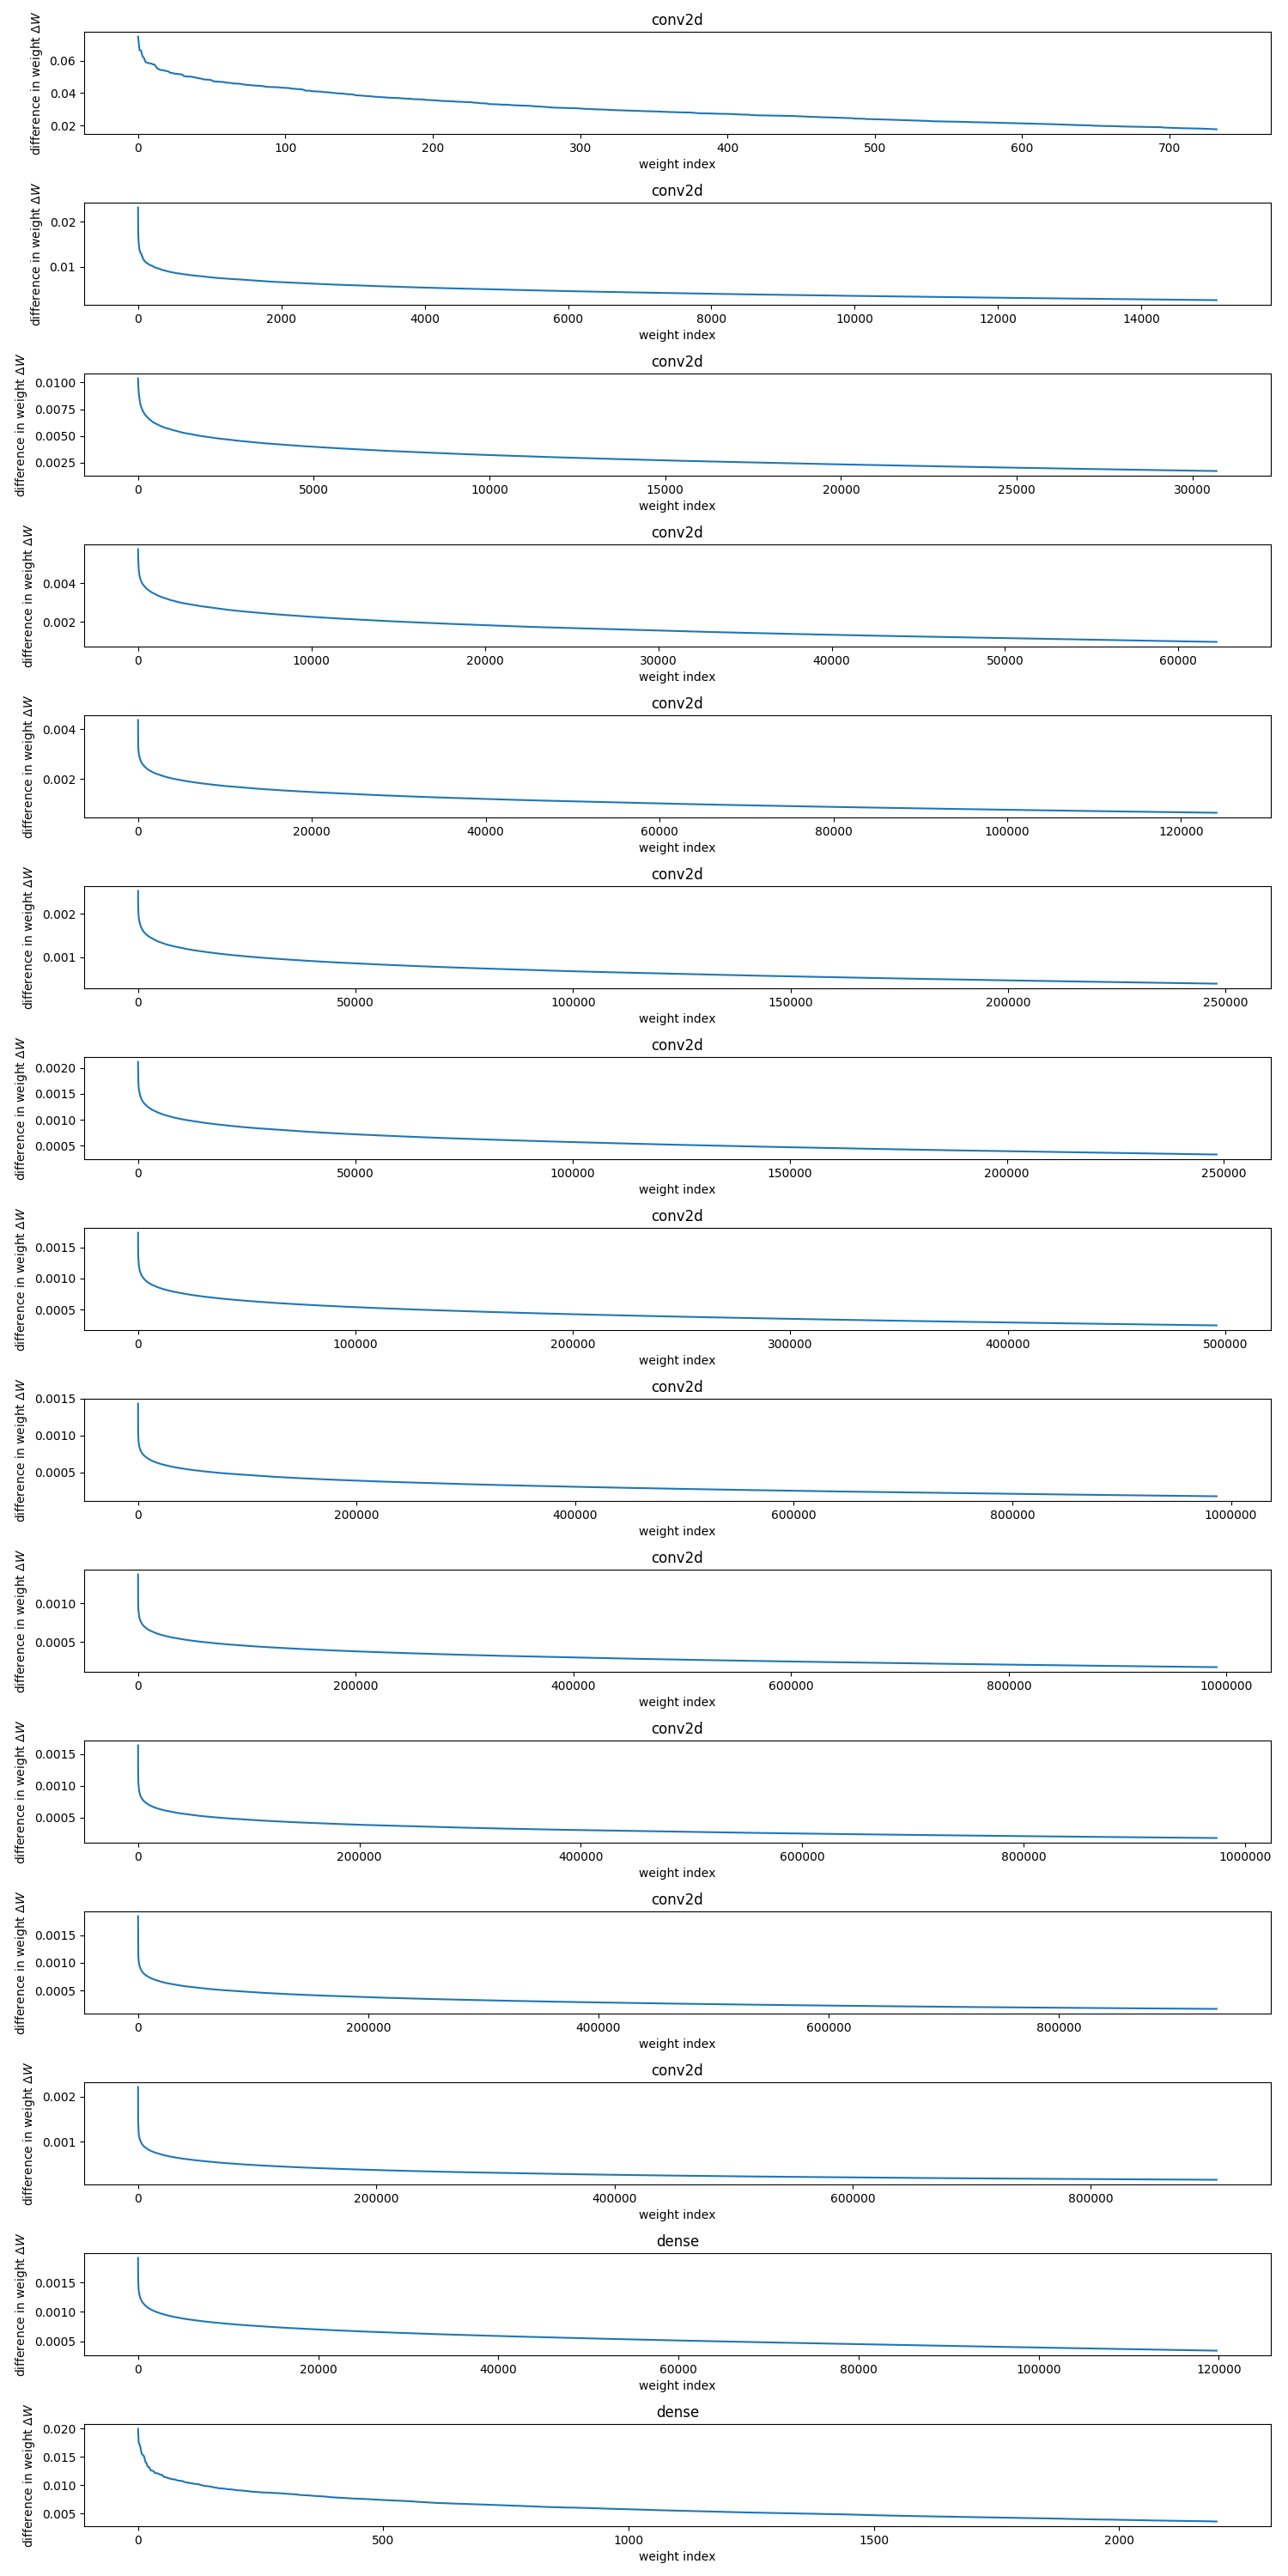 conv2d
difference in weight ΔW
0.06
0.04
0.02
0 100 200 300 400 500 600 700
weight index
conv2d
difference in weight ΔW
0.02
0.01
0 2000 4000 6000 8000 10000 12000 14000
weight index
conv2d
difference in weight ΔW
0.0100
0.0075
0.0050
0.0025
0 5000 10000 15000 20000 25000 30000
weight index
conv2d
difference in weight ΔW
0.004
0.002
0 10000 20000 30000 40000 50000 60000
weight index
conv2d
difference in weight ΔW
0.004
0.002
0 20000 40000 60000 80000 100000 120000
weight index
conv2d
difference in weight ΔW
0.002
0.001
0 50000 100000 150000 200000 250000
weight index
conv2d
difference in weight ΔW
0.0020
0.0015
0.0010
0.0005
0 50000 100000 150000 200000 250000
weight index
conv2d
difference in weight ΔW
0.0015
0.0010
0.0005
0 100000 200000 300000 400000 500000
weight index
conv2d
difference in weight ΔW
0.0015
0.0010
0.0005
0 200000 400000 600000 800000 1000000
weight index
conv2d
difference in weight ΔW
0.0010
0.0005
0 200000 400000 600000 800000 1000000
weight index
conv2d
difference in weight ΔW
0.0015
0.0010
0.0005
0 200000 400000 600000 800000 1000000
weight index
conv2d
difference in weight ΔW
0.0015
0.0010
0.0005
0 200000 400000 600000 800000
weight index
conv2d
difference in weight ΔW
0.002
0.001
0 200000 400000 600000 800000
weight index
dense
difference in weight ΔW
0.0015
0.0010
0.0005
0 20000 40000 60000 80000 100000 120000
weight index
dense
difference in weight ΔW
0.020
0.015
0.010
0.005
0 500 1000 1500 2000
weight index